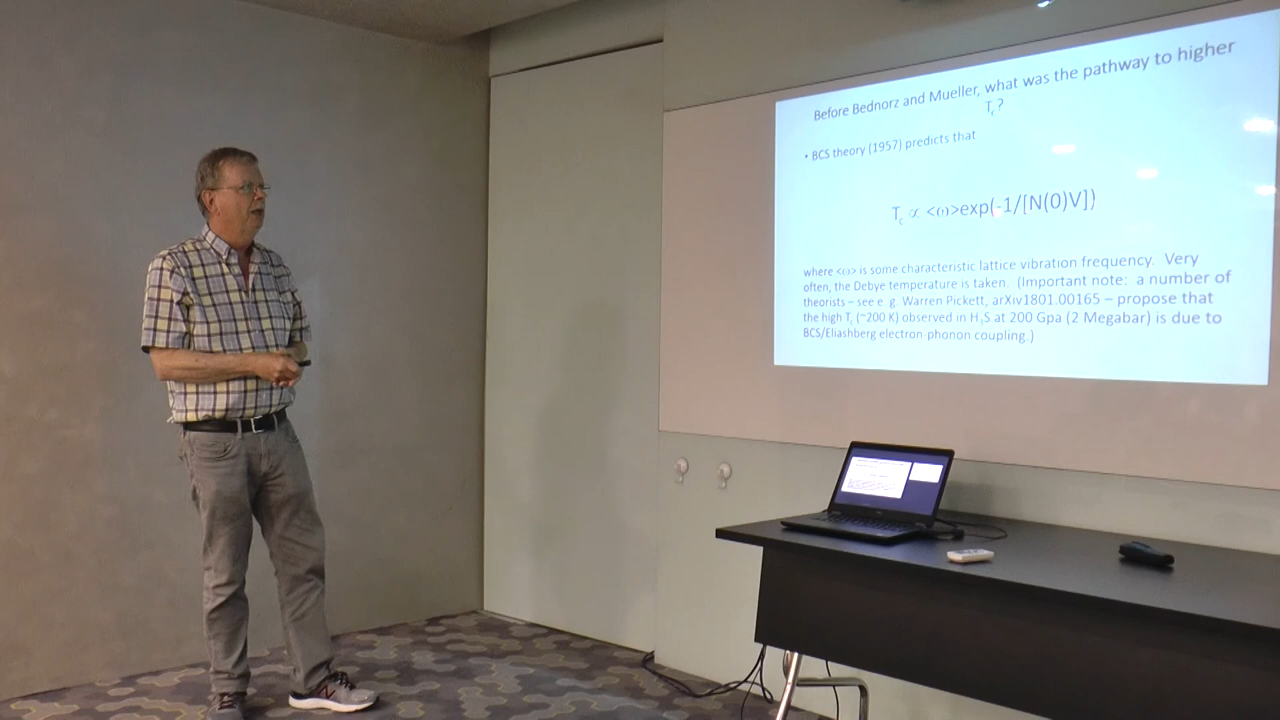 Before Bednorz and Mueller, what was the pathway to higher
Tc?
• BCS theory (1957) predicts that
Tc ∝ <ω>exp(-1/[N(0)V])
where <ω> is some characteristic lattice vibration frequency. Very
often, the Debye temperature is taken. (Important note: a number of
theorists – see e. g. Warren Pickett, arXiv1801.00165 – propose that
the high Tc (~200 K) observed in H3S at 200 Gpa (2 Megabar) is due to
BCS/Eliashberg electron-phonon coupling.)